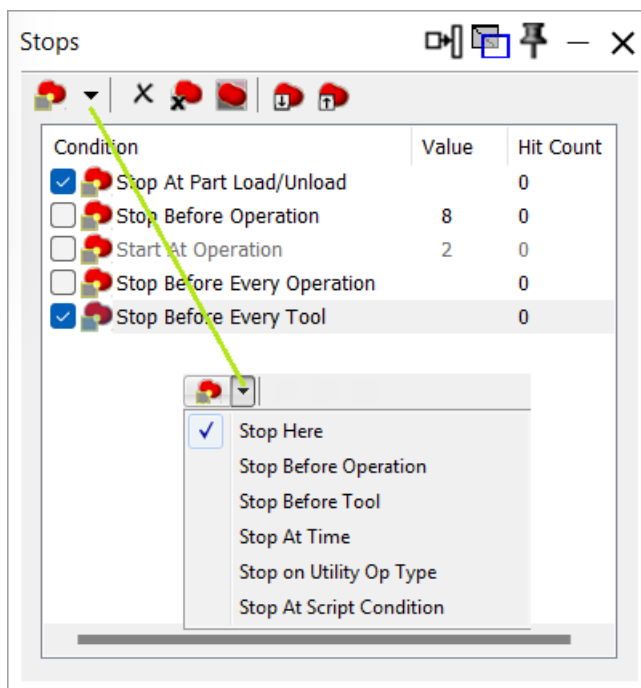 Stops
Condition Value Hit Count
Stop At Part Load/Unload 0
Stop Before Operation 8 0
Start At Operation 2 0
Stop Before Every Operation 0
Stop Before Every Tool 0
Stop Here
Stop Before Operation
Stop Before Tool
Stop At Time
Stop on Utility Op Type
Stop At Script Condition